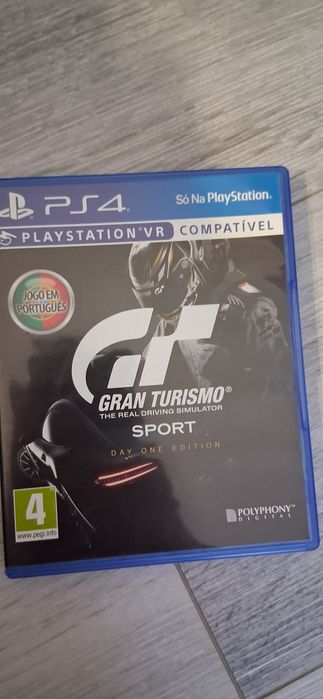 PS4
Só Na PlayStation
PLAYSTATION®VR COMPATÍVEL
JOGO EM
PORTUGUÊS
GT
GRAN TURISMO®
THE REAL DRIVING SIMULATOR
SPORT
DAY ONE EDITION
4
www.pegi.info
POLYPHONY™
DIGITAL